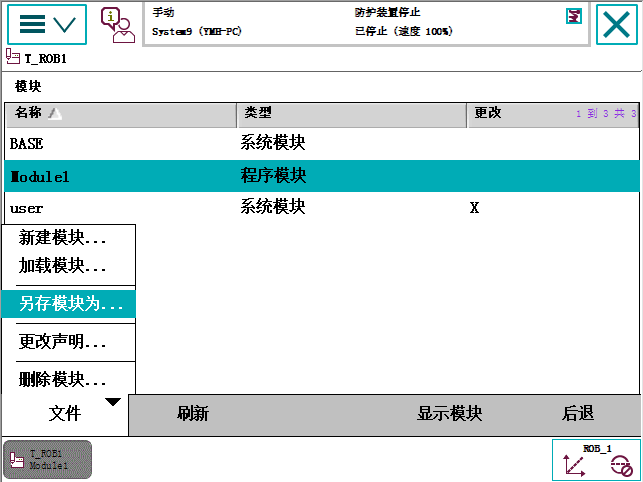 手动
防护装置停止
System9 (YMH-PC)
已停止 (速度 100%)
T_ROB1
模块
名称
类型
更改
1 到 3 共 3
BASE
系统模块
Module1
程序模块
user
系统模块
X
新建模块...
加载模块...
另存模块为...
更改声明...
删除模块...
文件
刷新
显示模块
后退
T_ROB1
Module1
ROB_1